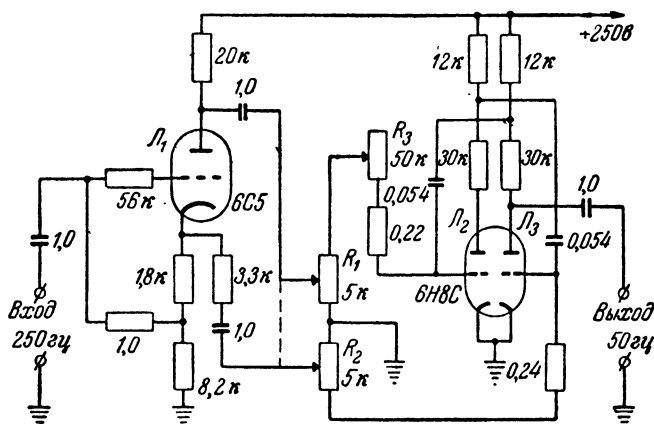 +250в
20к
12к
12к
1,0
Л₁
R₃
50к
30к
30к
56к
6С5
0,054
Л₂
Л₃
1,0
1,0
0,22
0,054
1,8к
3,3к
R₁
5к
6Н8С
Вход
250гц
1,0
1,0
Выход
50гц
R₂
5к
0,24
8,2к